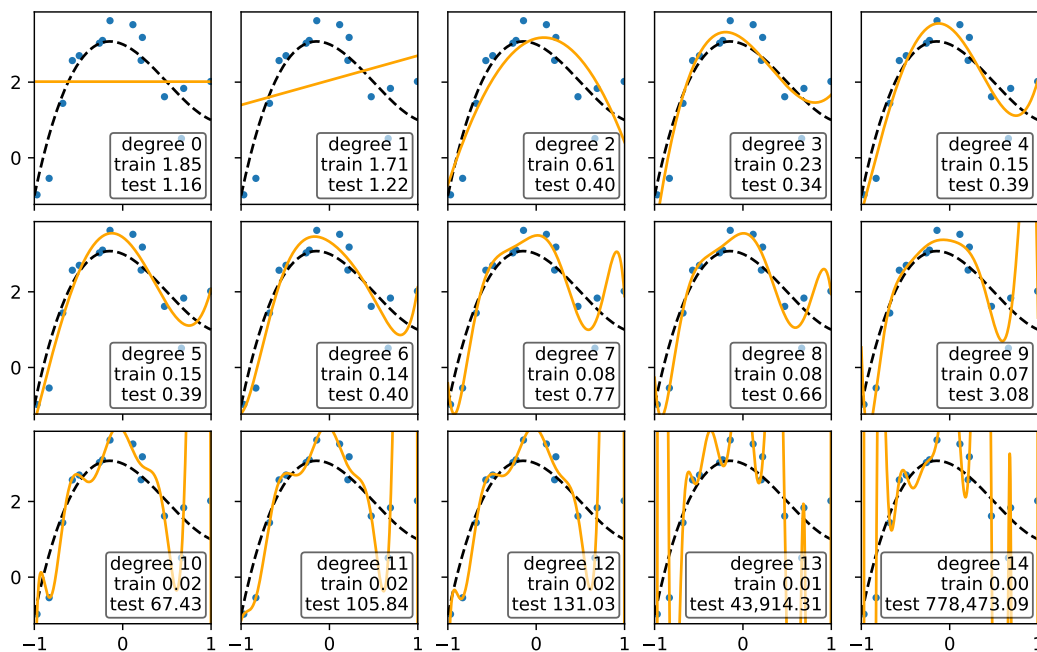 2
0
degree 0
train 1.85
test 1.16
degree 1
train 1.71
test 1.22
degree 2
train 0.61
test 0.40
degree 3
train 0.23
test 0.34
degree 4
train 0.15
test 0.39
2
0
degree 5
train 0.15
test 0.39
degree 6
train 0.14
test 0.40
degree 7
train 0.08
test 0.77
degree 8
train 0.08
test 0.66
degree 9
train 0.07
test 3.08
2
0
degree 10
train 0.02
test 67.43
degree 11
train 0.02
test 105.84
degree 12
train 0.02
test 131.03
degree 13
train 0.01
test 43,914.31
degree 14
train 0.00
test 778,473.09
−1 0 1
−1 0 1
−1 0 1
−1 0 1
−1 0 1